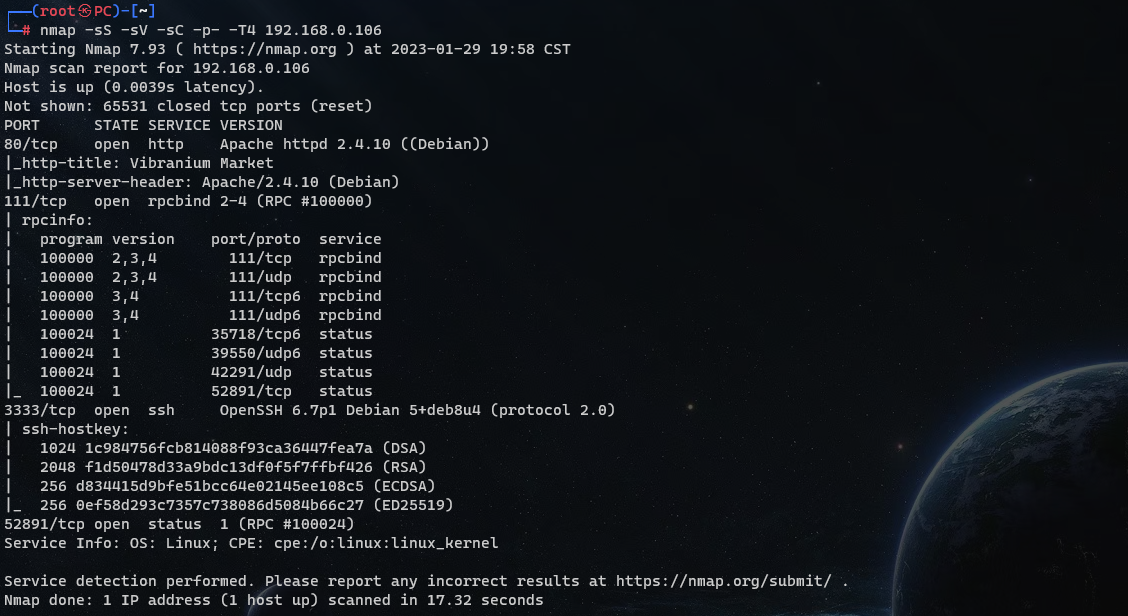 ┌──(root㉿PC)-[~]
└─# nmap -sS -sV -sC -p- -T4 192.168.0.106
Starting Nmap 7.93 ( https://nmap.org ) at 2023-01-29 19:58 CST
Nmap scan report for 192.168.0.106
Host is up (0.0039s latency).
Not shown: 65531 closed tcp ports (reset)
PORT      STATE SERVICE VERSION
80/tcp    open  http    Apache httpd 2.4.10 ((Debian))
|_http-title: Vibranium Market
|_http-server-header: Apache/2.4.10 (Debian)
111/tcp   open  rpcbind 2-4 (RPC #100000)
| rpcinfo:
|   program version    port/proto  service
|   100000  2,3,4        111/tcp   rpcbind
|   100000  2,3,4        111/udp   rpcbind
|   100000  3,4          111/tcp6  rpcbind
|   100000  3,4          111/udp6  rpcbind
|   100024  1          35718/tcp6  status
|   100024  1          39550/udp6  status
|   100024  1          42291/udp   status
|_  100024  1          52891/tcp   status
3333/tcp  open  ssh     OpenSSH 6.7p1 Debian 5+deb8u4 (protocol 2.0)
| ssh-hostkey:
|   1024 1c984756fcb814088f93ca36447fea7a (DSA)
|   2048 f1d50478d33a9bdc13df0f5f7ffbf426 (RSA)
|   256 d834415d9bfe51bcc64e02145ee108c5 (ECDSA)
|_  256 0ef58d293c7357c738086d5084b66c27 (ED25519)
52891/tcp open  status  1 (RPC #100024)
Service Info: OS: Linux; CPE: cpe:/o:linux:linux_kernel

Service detection performed. Please report any incorrect results at https://nmap.org/submit/ .
Nmap done: 1 IP address (1 host up) scanned in 17.32 seconds